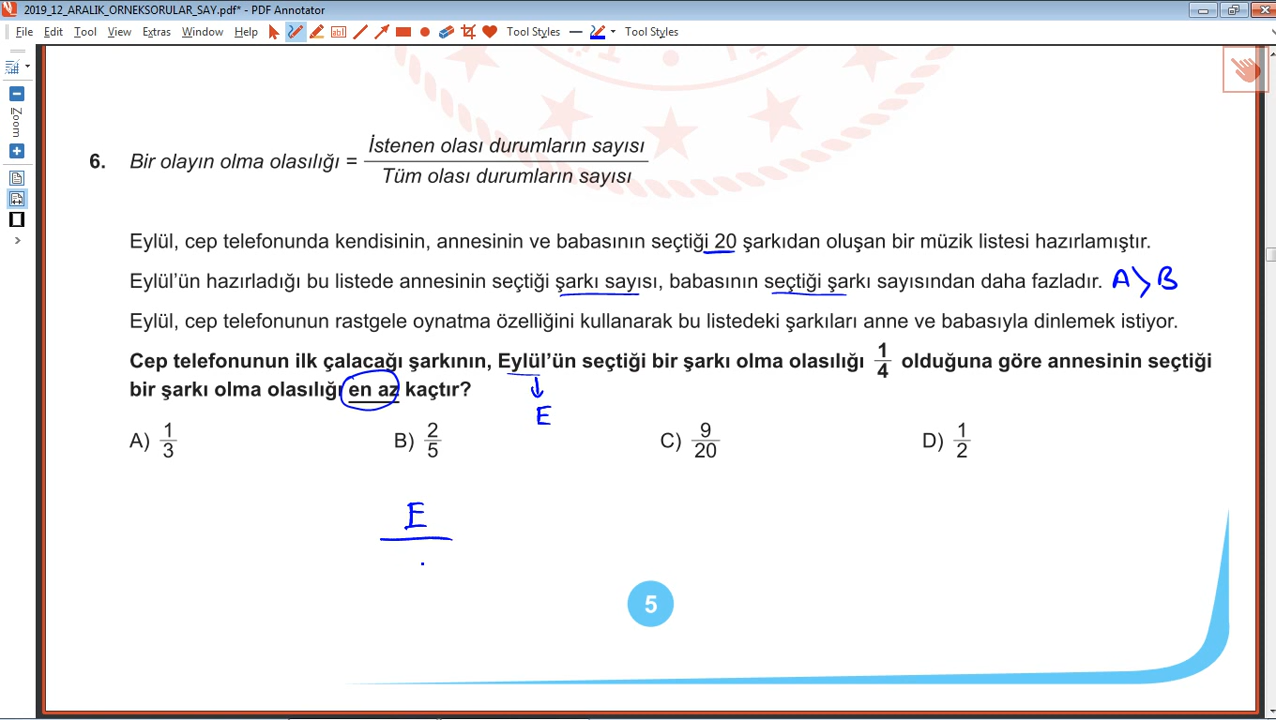 2019_12_ARALIK_ORNEKSORULAR_SAY.pdf* - PDF Annotator
File Edit Tool View Extras Window Help Tool Styles Tool Styles
Zoom
6. Bir olayın olma olasılığı = İstenen olası durumların sayısı
Tüm olası durumların sayısı
Eylül, cep telefonunda kendisinin, annesinin ve babasının seçtiği 20 şarkıdan oluşan bir müzik listesi hazırlamıştır.
Eylül’ün hazırladığı bu listede annesinin seçtiği şarkı sayısı, babasının seçtiği şarkı sayısından daha fazladır. A > B
Eylül, cep telefonunun rastgele oynatma özelliğini kullanarak bu listedeki şarkıları anne ve babasıyla dinlemek istiyor.
Cep telefonunun ilk çalacağı şarkının, Eylül’ün seçtiği bir şarkı olma olasılığı 1/4 olduğuna göre annesinin seçtiği
bir şarkı olma olasılığı en az kaçtır?
E
A) 1/3 B) 2/5 C) 9/20 D) 1/2
E
5